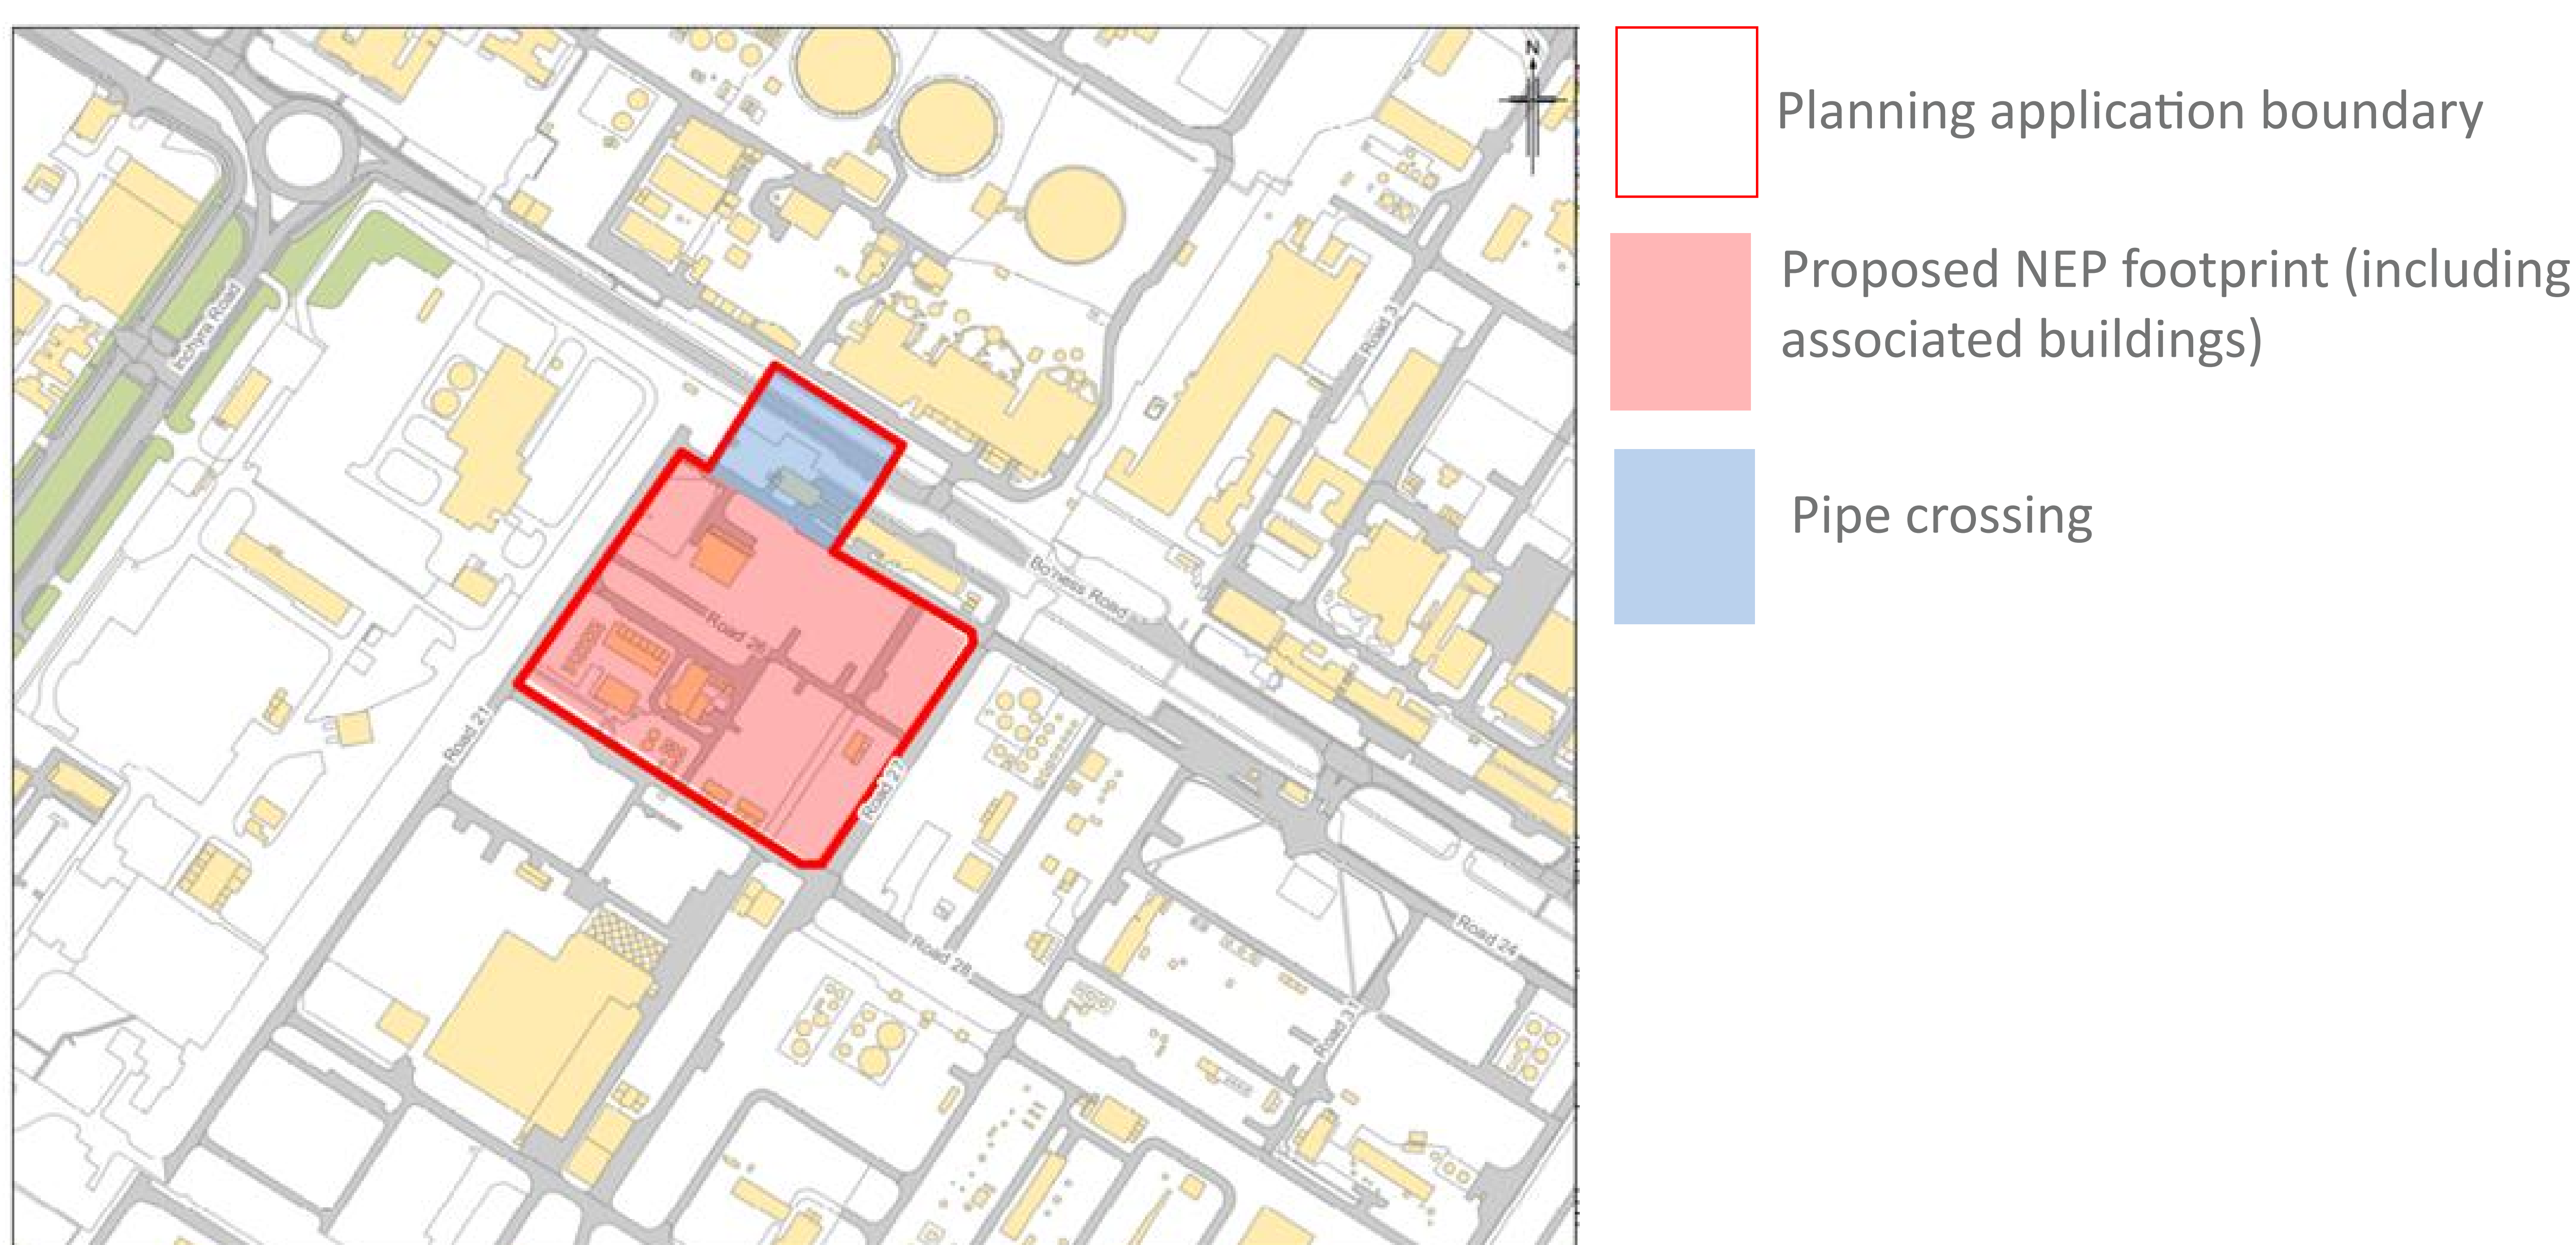 N
Planning application boundary
Proposed NEP footprint (including
associated buildings)
Pipe crossing
Inchyra Road
Road 3
Bo'ness Road
Road 26
Road 21
Road 27
Road 28
Road 24